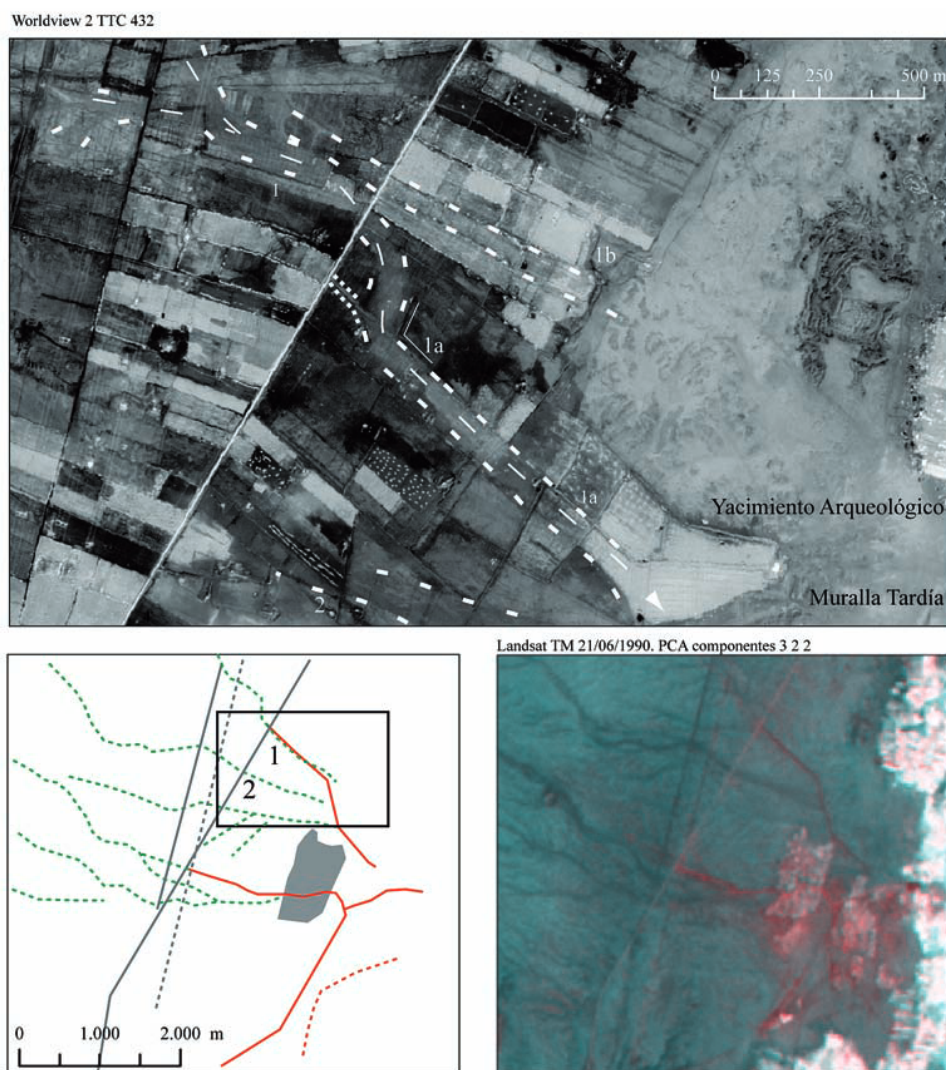 Worldview 2 TTC 432
0 125 250 500 m
1
1b
1a
1a
Yacimiento Arqueológico
Muralla Tardía
2
Landsat TM 21/06/1990. PCA componentes 3 2 2
1
2
0 1.000 2.000 m